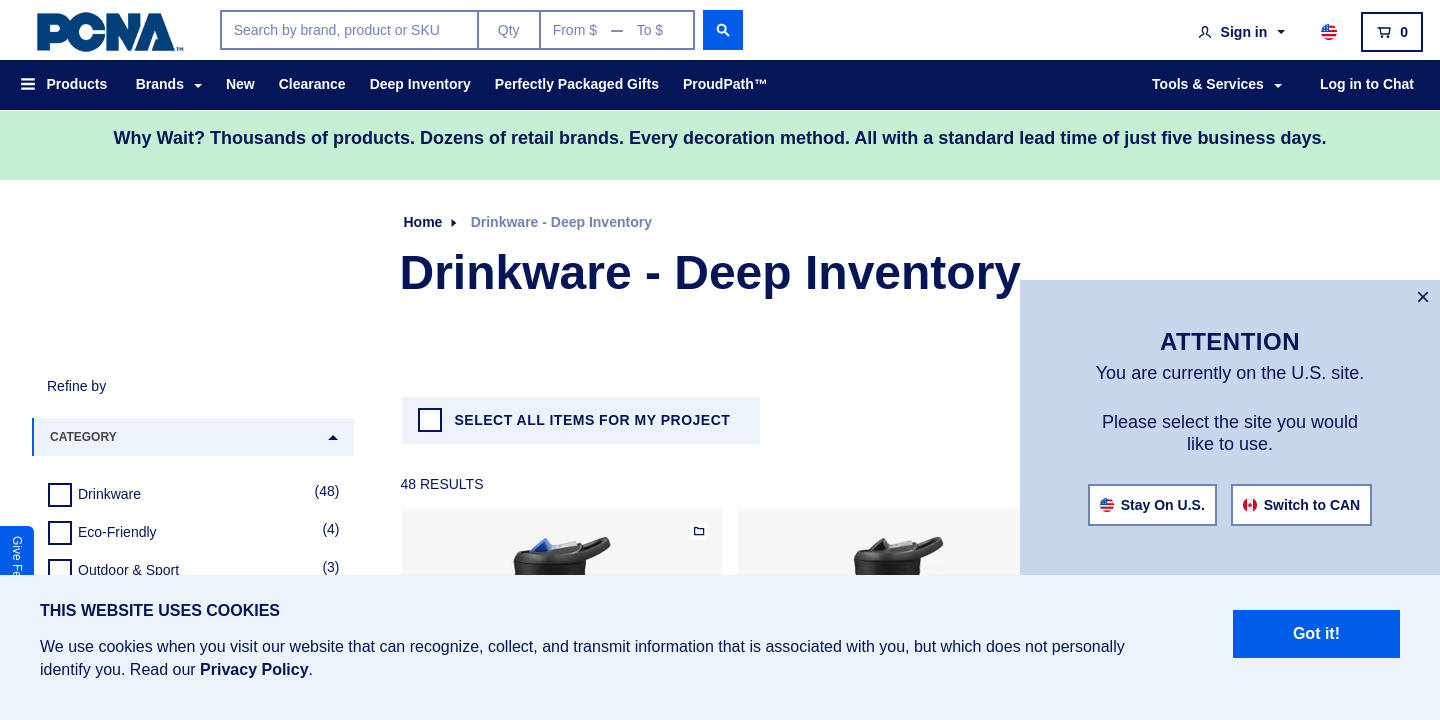 PCNA™
Search by brand, product or SKU
Qty
From $ — To $
Sign in
0
Products
Brands
New
Clearance
Deep Inventory
Perfectly Packaged Gifts
ProudPath™
Tools & Services
Log in to Chat
Why Wait? Thousands of products. Dozens of retail brands. Every decoration method. All with a standard lead time of just five business days.
Home
Drinkware - Deep Inventory
Drinkware - Deep Inventory
Refine by
CATEGORY
Drinkware (48)
Eco-Friendly (4)
Outdoor & Sport (3)
SELECT ALL ITEMS FOR MY PROJECT
48 RESULTS
×
ATTENTION
You are currently on the U.S. site.
Please select the site you would
like to use.
Stay On U.S.
Switch to CAN
Give
THIS WEBSITE USES COOKIES
We use cookies when you visit our website that can recognize, collect, and transmit information that is associated with you, but which does not personally
identify you. Read our Privacy Policy.
Got it!